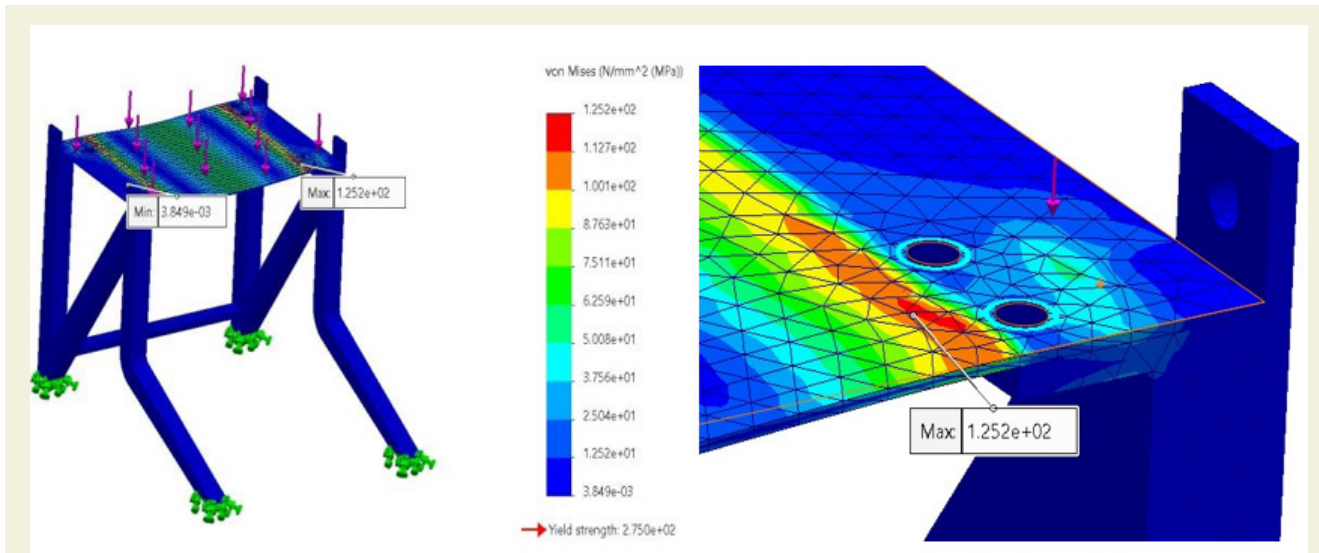 Min: 3.849e-03
Max: 1.252e+02
von Mises (N/mm^2 (MPa))
1.252e+02
1.127e+02
1.001e+02
8.763e+01
7.511e+01
6.259e+01
5.008e+01
3.756e+01
2.504e+01
1.252e+01
3.849e-03
Yield strength: 2.750e+02
Max: 1.252e+02